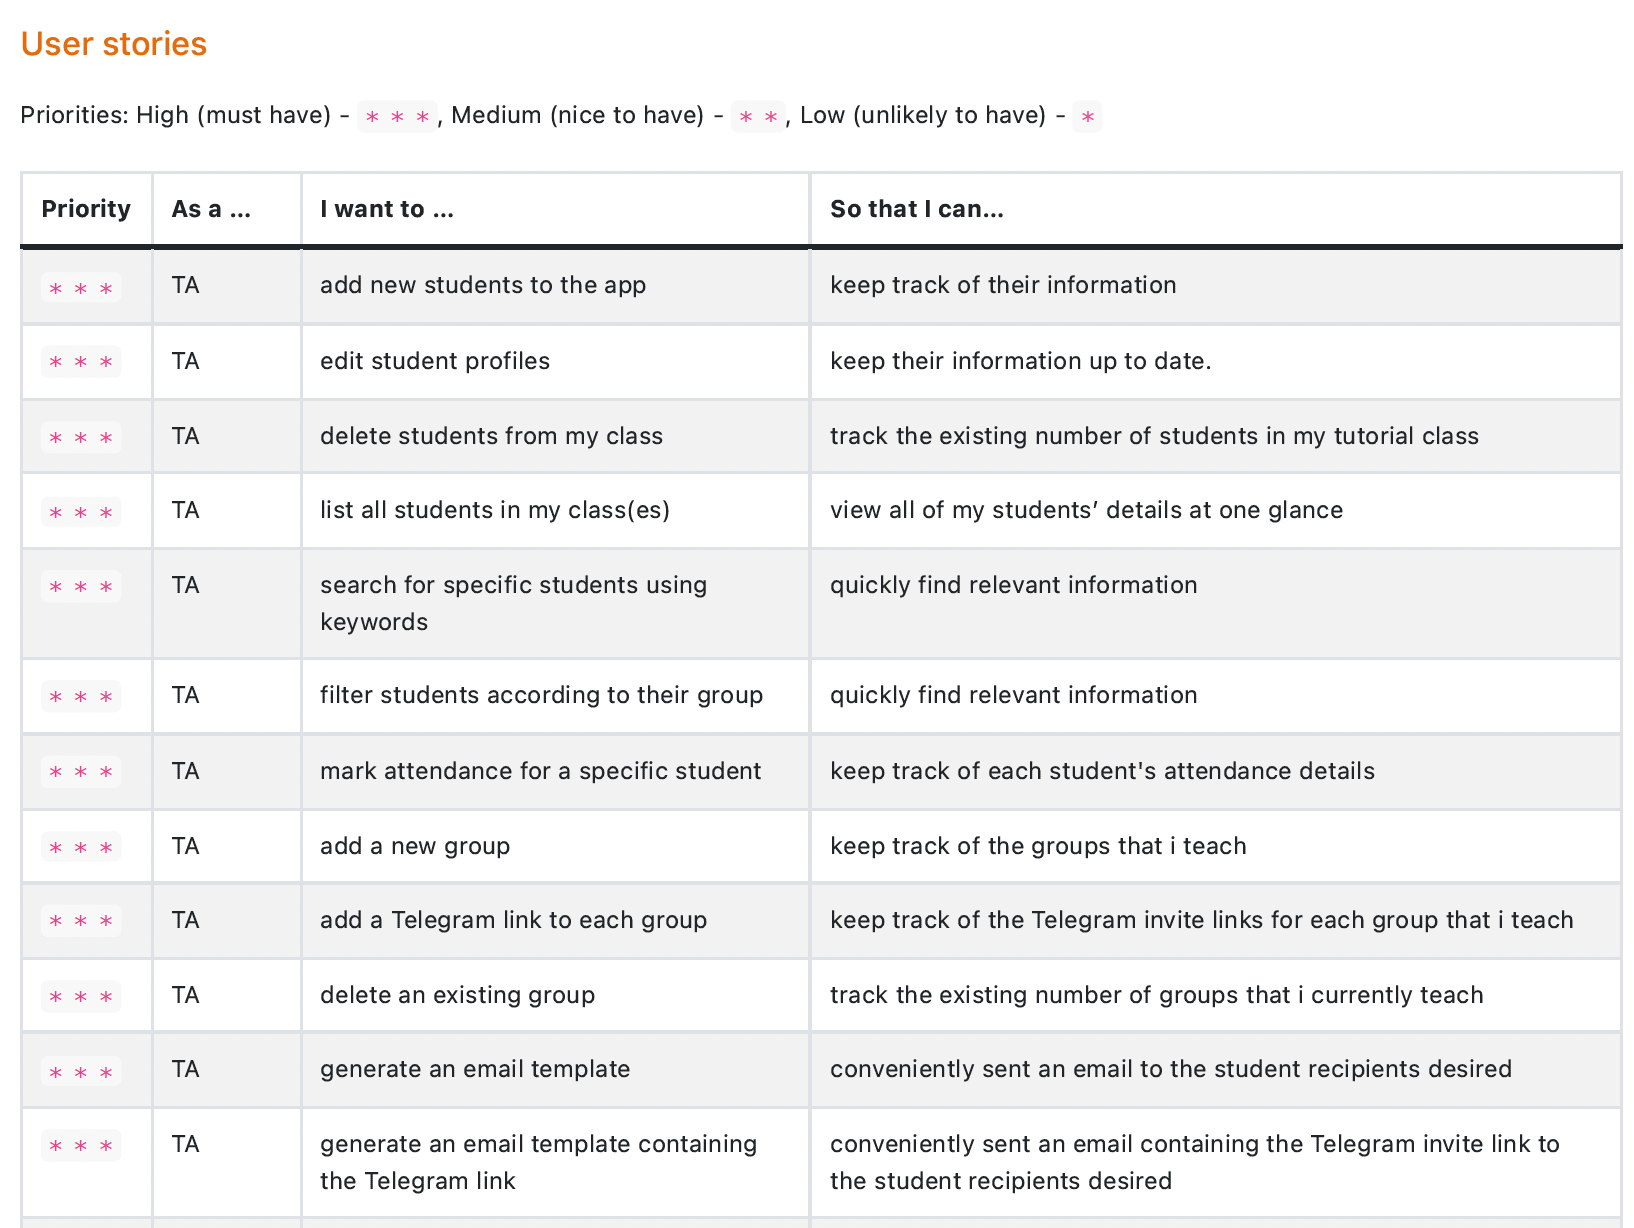 User stories
Priorities: High (must have) - * * *, Medium (nice to have) - * *, Low (unlikely to have) - *
Priority As a ... I want to ... So that I can...
* * * TA add new students to the app keep track of their information
* * * TA edit student profiles keep their information up to date.
* * * TA delete students from my class track the existing number of students in my tutorial class
* * * TA list all students in my class(es) view all of my students’ details at one glance
* * * TA search for specific students using quickly find relevant information
keywords
* * * TA filter students according to their group quickly find relevant information
* * * TA mark attendance for a specific student keep track of each student's attendance details
* * * TA add a new group keep track of the groups that i teach
* * * TA add a Telegram link to each group keep track of the Telegram invite links for each group that i teach
* * * TA delete an existing group track the existing number of groups that i currently teach
* * * TA generate an email template conveniently sent an email to the student recipients desired
* * * TA generate an email template containing conveniently sent an email containing the Telegram invite link to
the Telegram link the student recipients desired